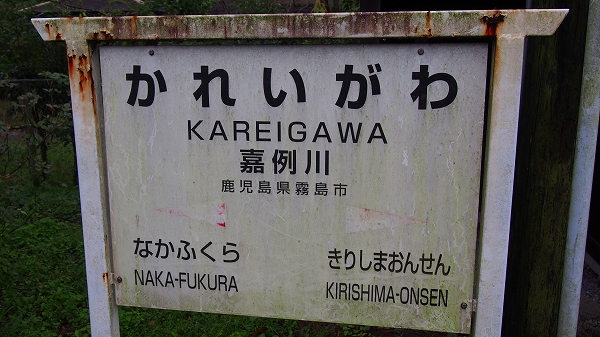 かれいがわ
KAREIGAWA
嘉例川
鹿児島県霧島市
なかふくら
NAKA-FUKURA
きりしまおんせん
KIRISHIMA-ONSEN